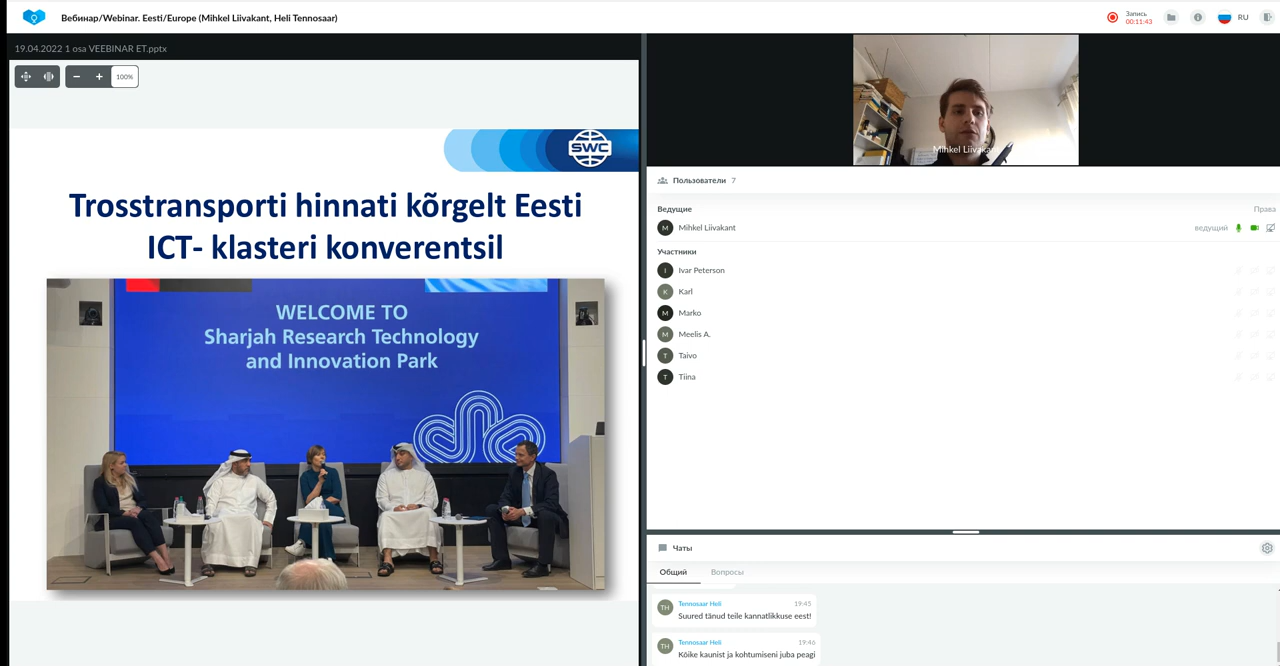 Вебинар/Webinar. Eesti/Europe (Mihkel Liivakant, Heli Tennosaar)
Запись
00:11:43
RU
19.04.2022 1 osa VEEBINAR ET.pptx
100%
SWC
Trosstransporti hinnati kõrgelt Eesti
ICT- klasteri konverentsil
WELCOME TO
Sharjah Research Technology
and Innovation Park
Mihkel Liivakant
Пользователи 7
Ведущие
Права
M Mihkel Liivakant
ведущий
Участники
I Ivar Peterson
K Karl
M Marko
M Meelis A.
T Taivo
T Tiina
Чаты
Общий Вопросы
TH Tennosaar Heli 19:45
Suured tänud teile kannatlikkuse eest!
TH Tennosaar Heli 19:46
Kõike kaunist ja kohtumiseni juba peagi